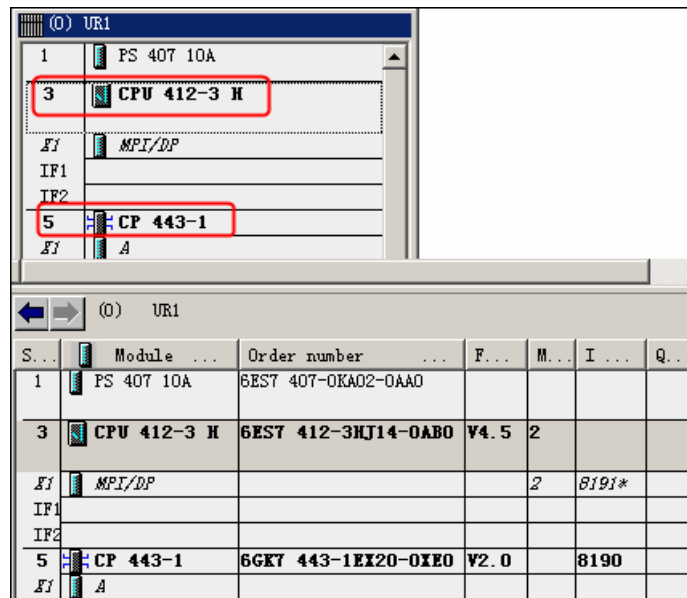 (0) UR1
1 PS 407 10A
3 CPU 412-3 H
X1 MPI/DP
IF1
IF2
5 CP 443-1
X1 A
(0) UR1
S... Module ... Order number ... F... M... I ... Q...
1 PS 407 10A 6ES7 407-0KA02-0AA0
3 CPU 412-3 H 6ES7 412-3HJ14-0AB0 V4.5 2
X1 MPI/DP 2 8191*
IF1
IF2
5 CP 443-1 6GK7 443-1EX20-0XE0 V2.0 8190
X1 A